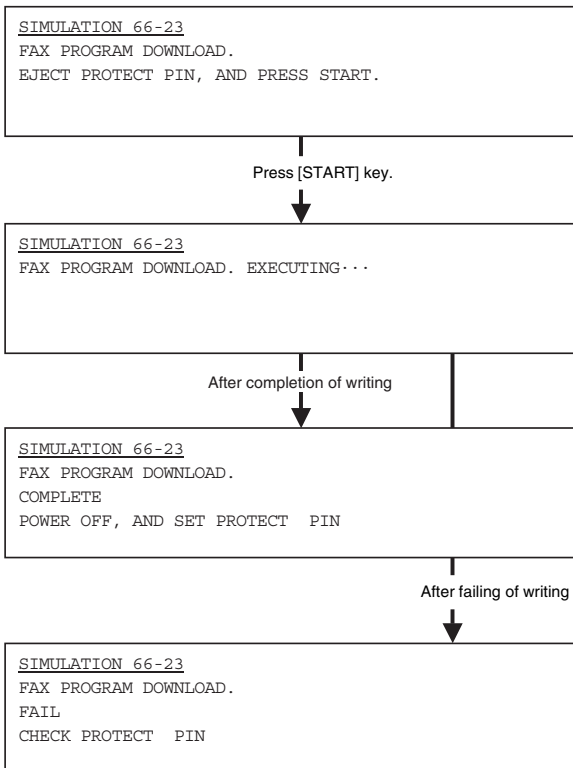 SIMULATION 66-23
FAX PROGRAM DOWNLOAD.
EJECT PROTECT PIN, AND PRESS START.
Press [START] key.
SIMULATION 66-23
FAX PROGRAM DOWNLOAD. EXECUTING···
After completion of writing
SIMULATION 66-23
FAX PROGRAM DOWNLOAD.
COMPLETE
POWER OFF, AND SET PROTECT PIN
After failing of writing
SIMULATION 66-23
FAX PROGRAM DOWNLOAD.
FAIL
CHECK PROTECT PIN